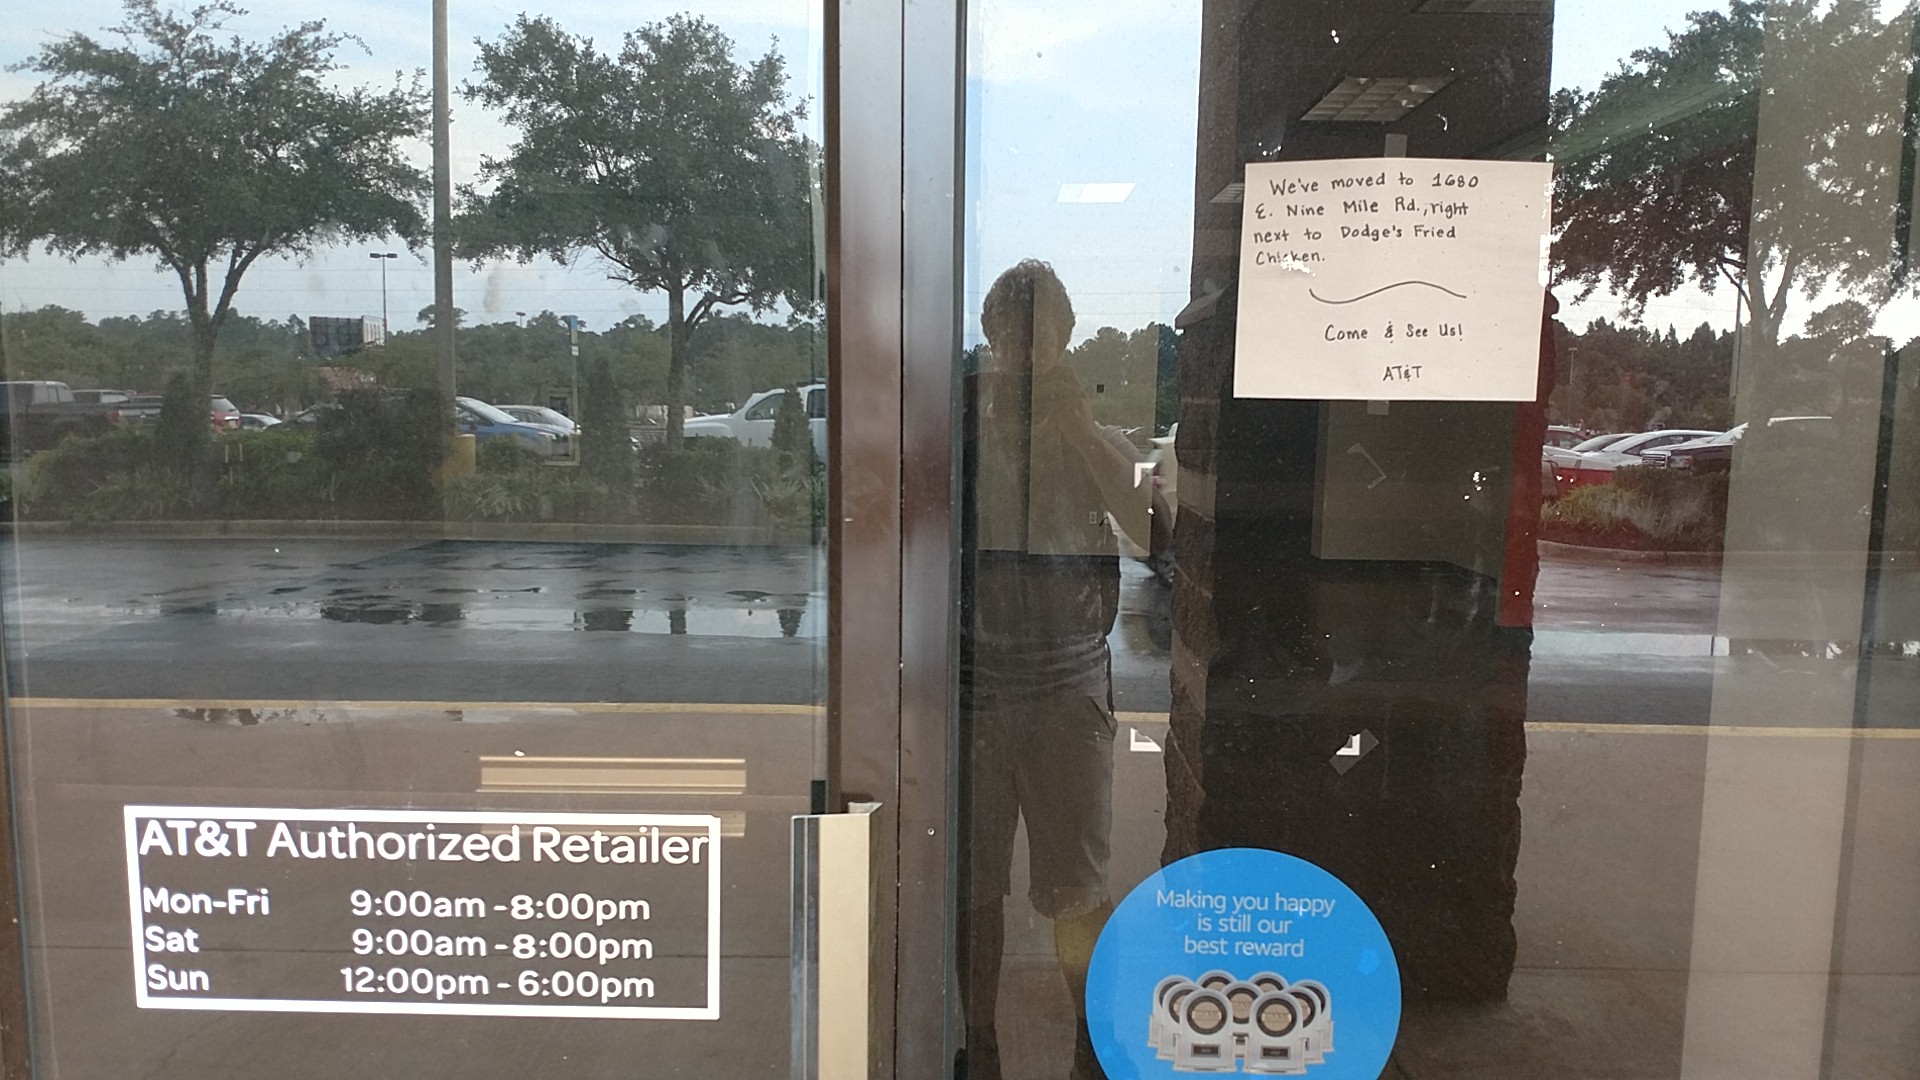 We've moved to 1680
E. Nine Mile Rd., right
next to Dodge's Fried
Chicken.
Come & See Us!
AT&T
AT&T Authorized Retailer
Mon-Fri 9:00am - 8:00pm
Sat 9:00am - 8:00pm
Sun 12:00pm - 6:00pm
Making you happy
is still our
best reward